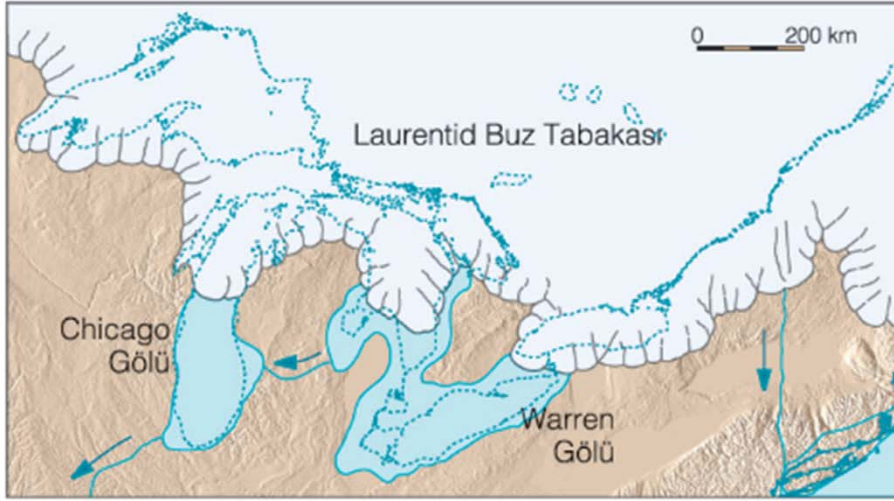 0 200 km
Laurentid Buz Tabakası
Chicago
Gölü
Warren
Gölü